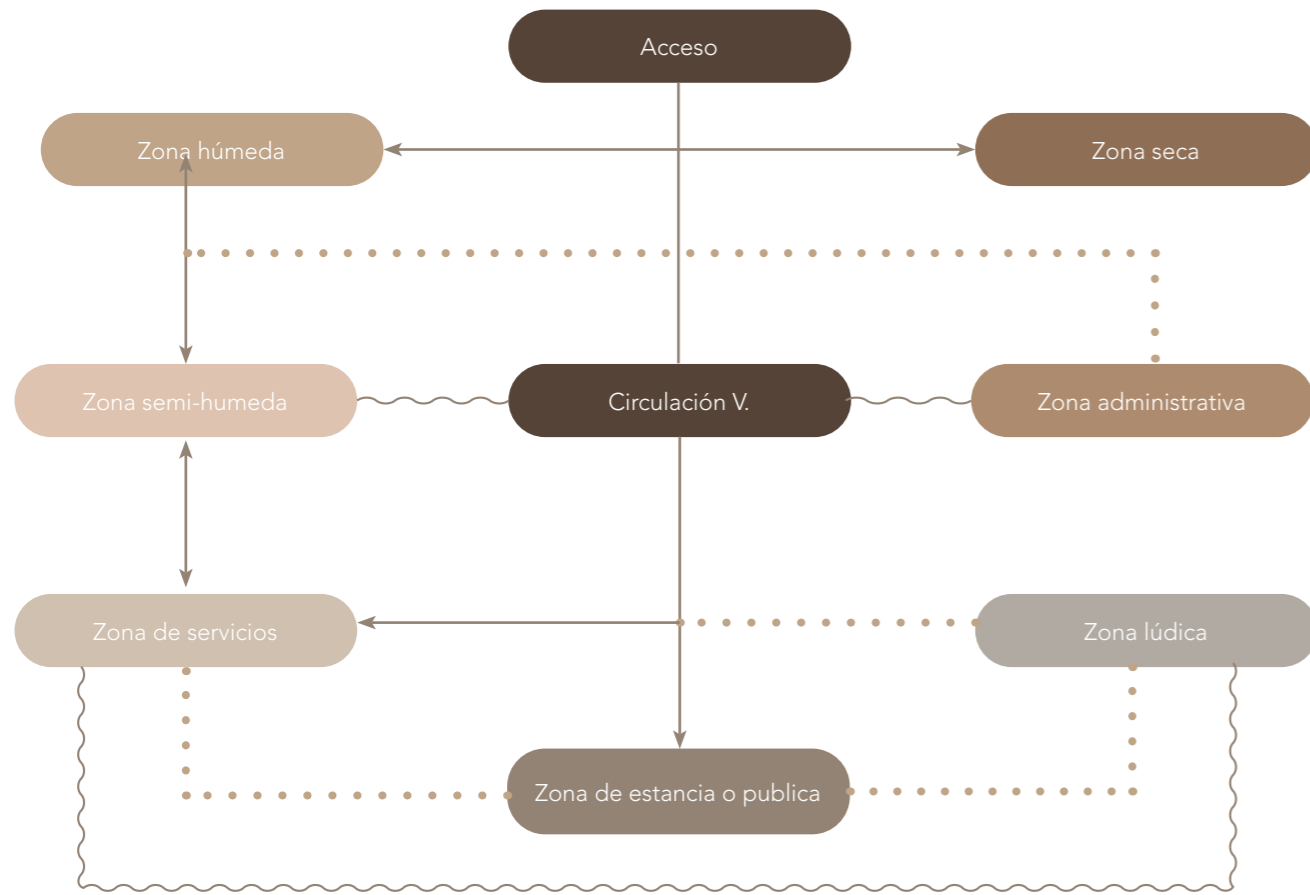 Acceso
Zona húmeda
Zona seca
Zona semi-humeda
Circulación V.
Zona administrativa
Zona de servicios
Zona lúdica
Zona de estancia o publica